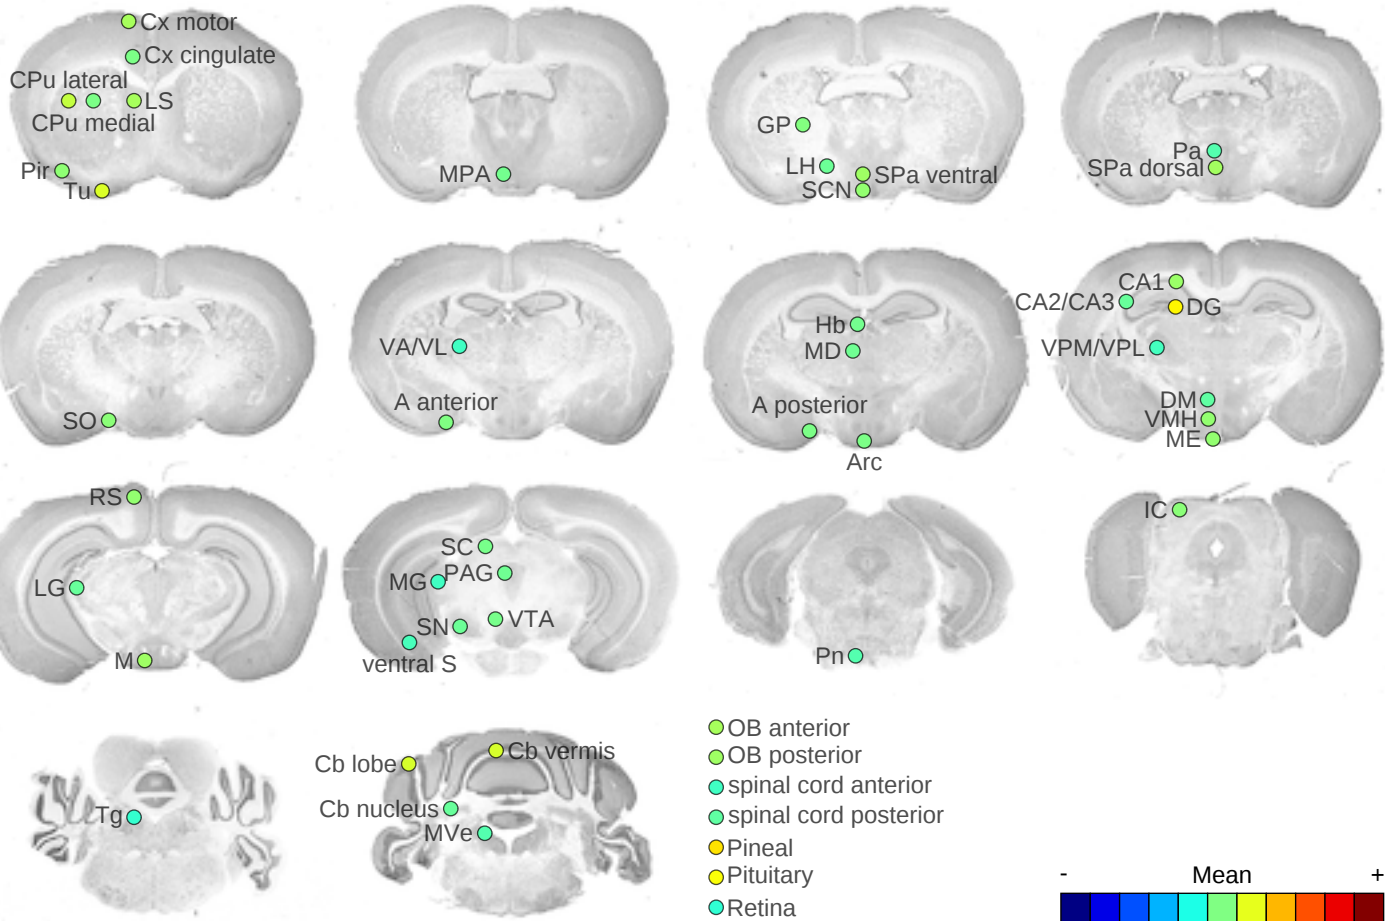 Cx motor
Cx cingulate
CPu lateral
LS
CPu medial
Pir
Tu
MPA
GP
LH
SPa ventral
SCN
Pa
SPa dorsal
SO
VA/VL
A anterior
Hb
MD
A posterior
Arc
CA1
CA2/CA3
DG
VPM/VPL
DM
VMH
ME
RS
LG
M
SC
MG
PAG
SN
VTA
ventral S
Pn
IC
Tg
Cb lobe
Cb vermis
Cb nucleus
MVe
OB anterior
OB posterior
spinal cord anterior
spinal cord posterior
Pineal
Pituitary
Retina
- Mean +